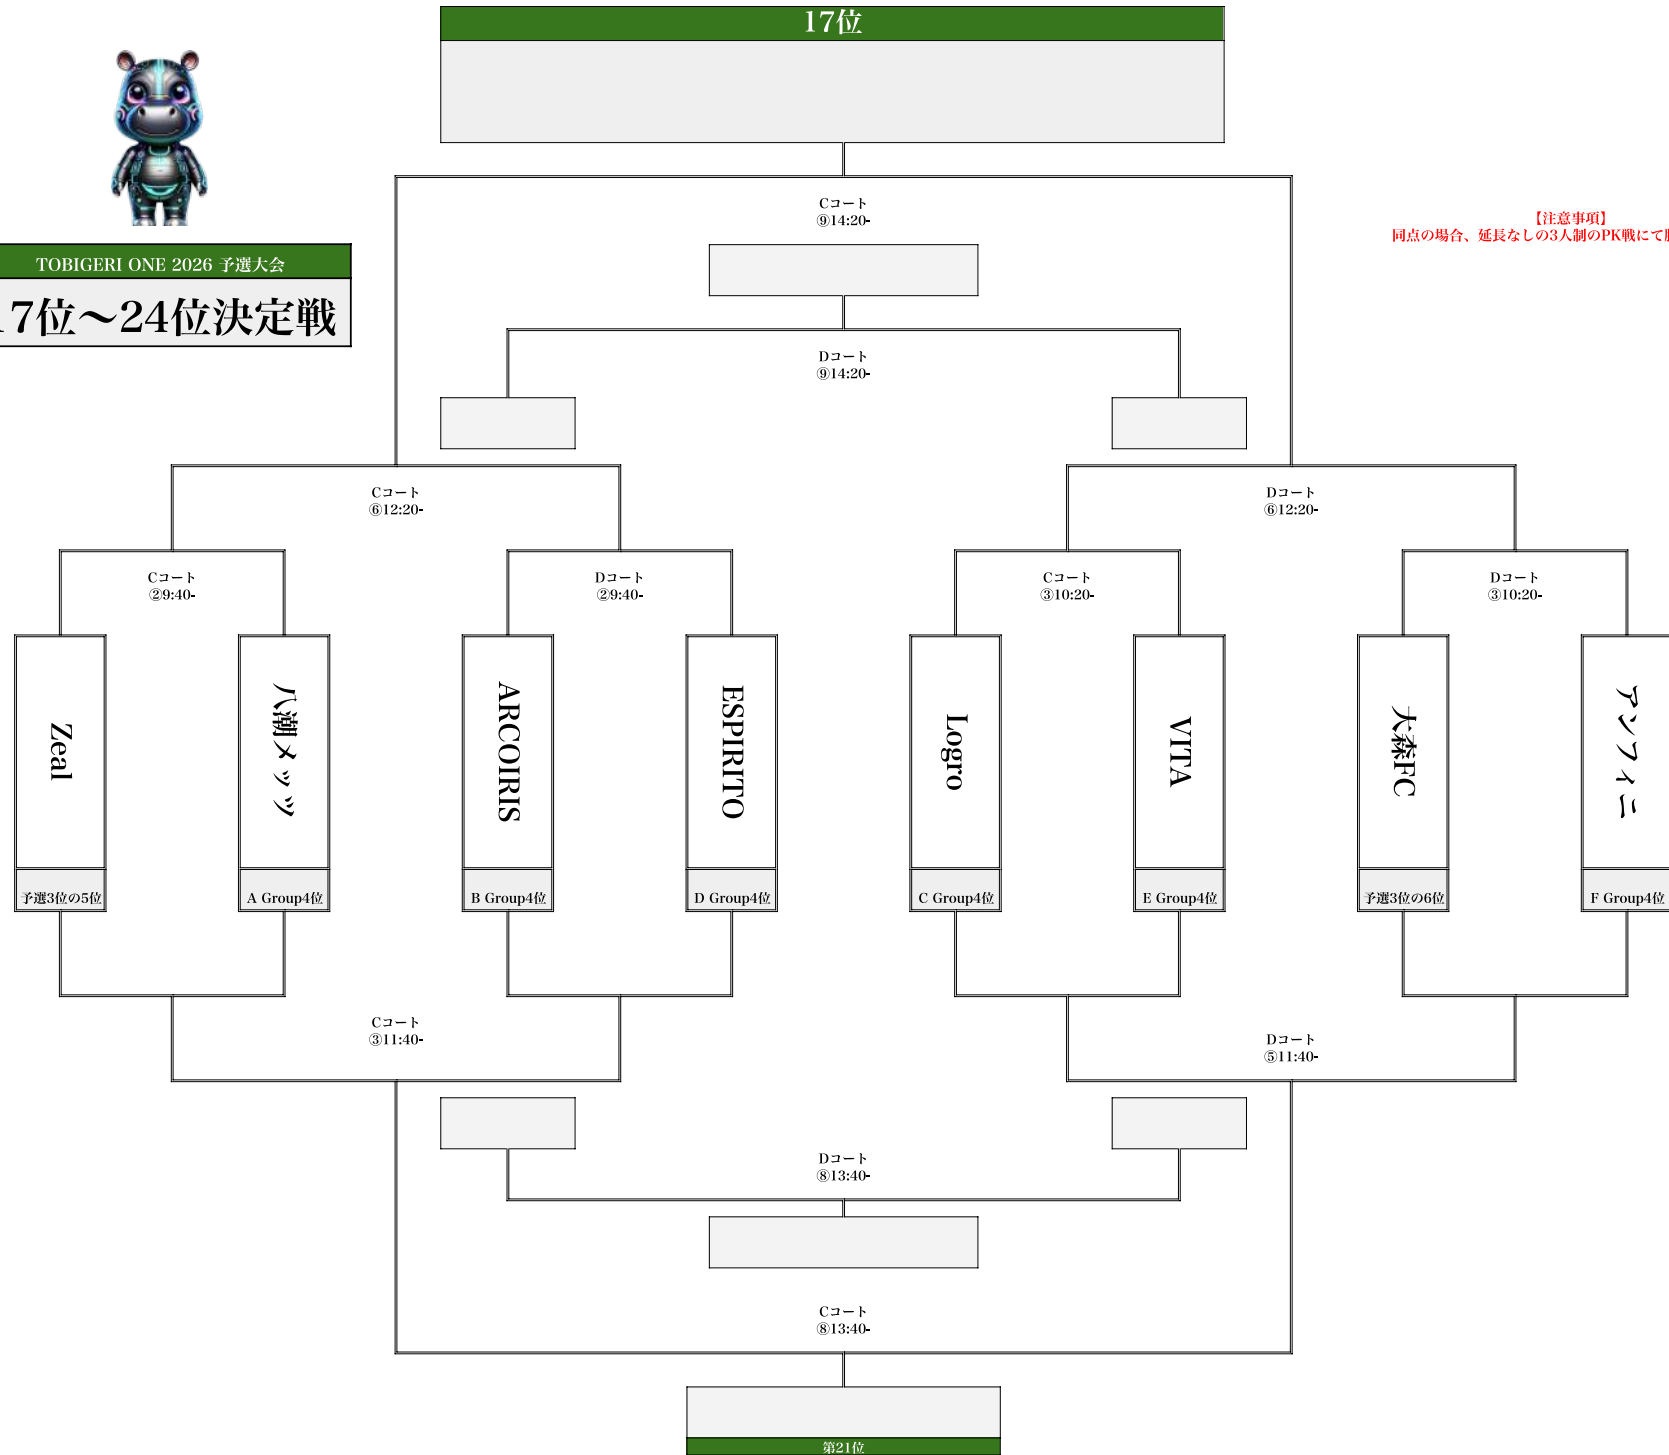 17位
Cコート
⑨14:20-
【注意事項】
同点の場合、延長なしの3人制のPK戦にて
TOBIGERI ONE 2026 予選大会
7位～24位決定戦
Dコート
⑨14:20-
Cコート
⑥12:20-
Dコート
⑥12:20-
Cコート
②9:40-
Dコート
②9:40-
Cコート
③10:20-
Dコート
③10:20-
Zeal
八潮メッツ
ARCOIRIS
ESPIRITO
Logro
VITA
大森FC
アンフィニ
予選3位の5位
A Group4位
B Group4位
D Group4位
C Group4位
E Group4位
予選3位の6位
F Group4位
Cコート
③11:40-
Dコート
⑤11:40-
Dコート
⑧13:40-
Cコート
⑧13:40-
第21位